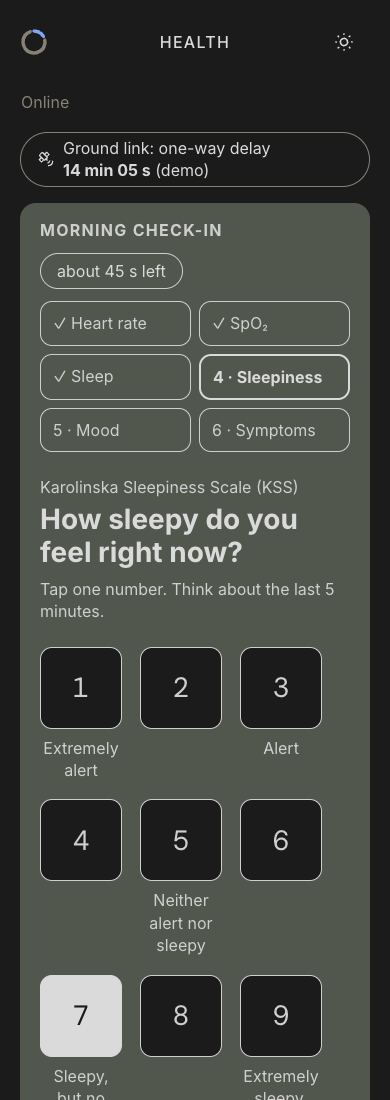 HEALTH
Online
Ground link: one-way delay
14 min 05 s (demo)
MORNING CHECK-IN
about 45 s left
✓ Heart rate
✓ SpO₂
✓ Sleep
4 · Sleepiness
5 · Mood
6 · Symptoms
Karolinska Sleepiness Scale (KSS)
How sleepy do you
feel right now?
Tap one number. Think about the last 5
minutes.
1
2
3
Extremely
alert
Alert
4
5
6
Neither
alert nor
sleepy
7
8
9
Sleepy,
but no
Extremely
sleepy